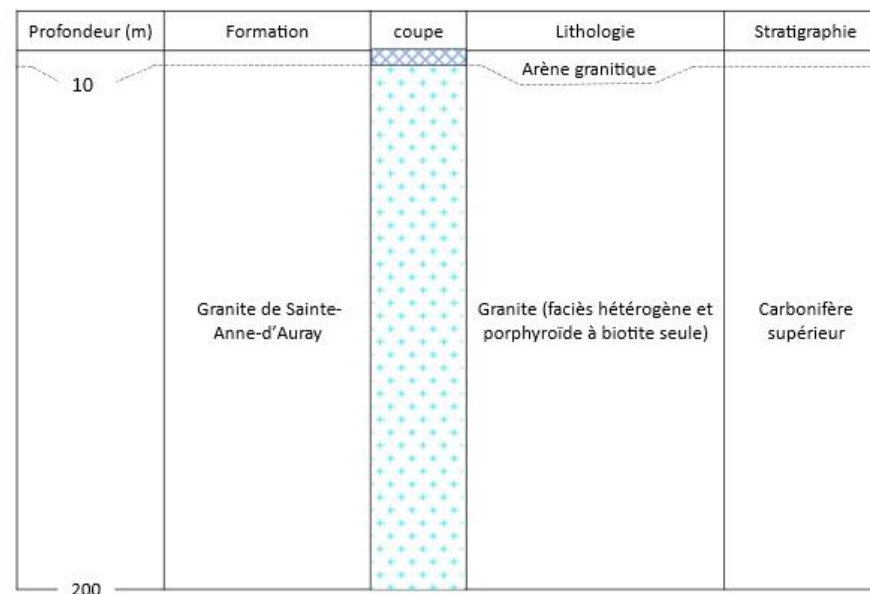 Profondeur (m) Formation coupe Lithologie Stratigraphie
Arène granitique
10
Granite de Sainte-
Anne-d'Auray
Granite (faciès hétérogène et
porphyroïde à biotite seule)
Carbonifère
supérieur
200